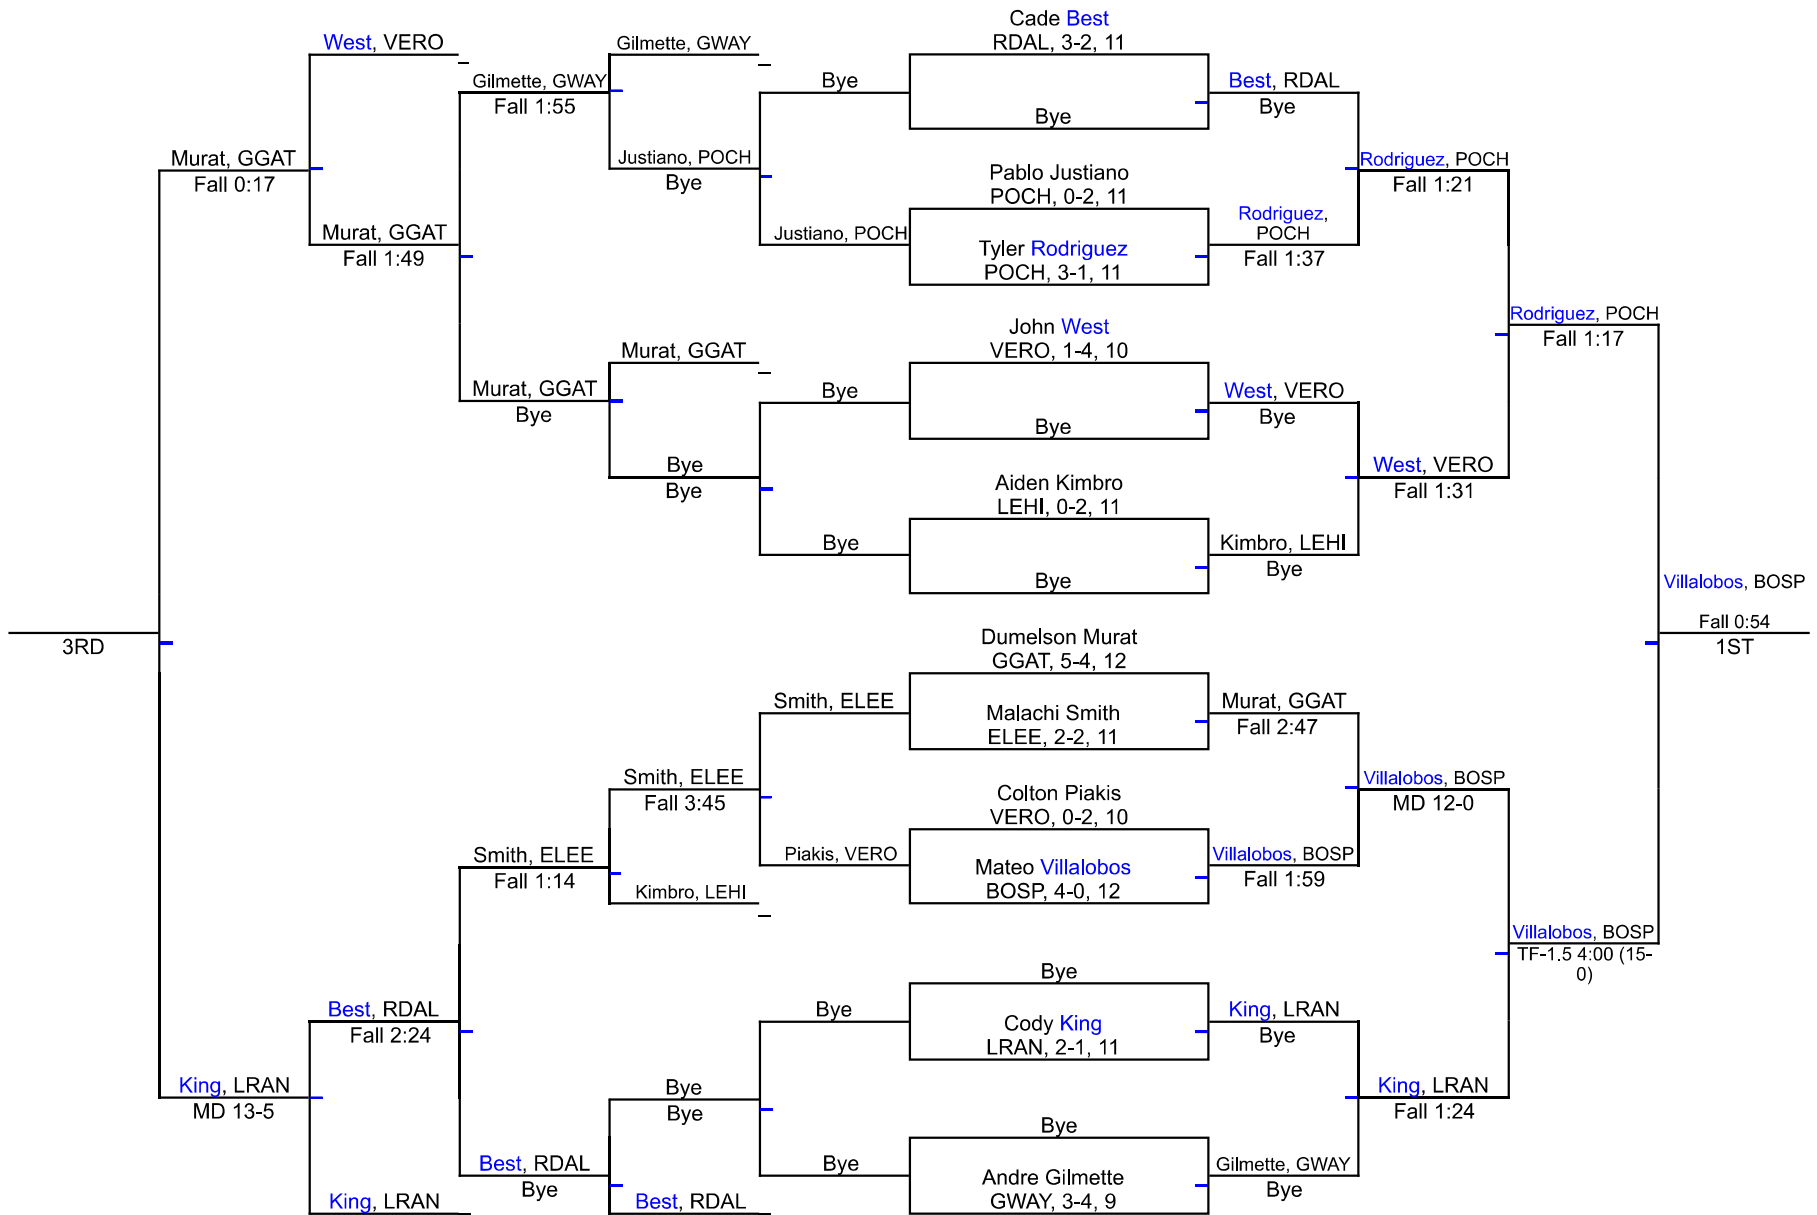 Cade Best
RDAL, 3-2, 11
West, VERO
Gilmette, GWAY
Gilmette, GWAY
Fall 1:55
Bye
Best, RDAL
Bye
Bye
Murat, GGAT
Fall 0:17
Justiano, POCH
Bye
Pablo Justiano
POCH, 0-2, 11
Rodriguez, POCH
Fall 1:21
Murat, GGAT
Fall 1:49
Justiano, POCH
Tyler Rodriguez
POCH, 3-1, 11
Rodriguez,
POCH
Fall 1:37
John West
VERO, 1-4, 10
Rodriguez, POCH
Fall 1:17
Murat, GGAT
Murat, GGAT
Bye
Bye
Bye
West, VERO
Bye
Bye
Bye
Aiden Kimbro
LEHI, 0-2, 11
West, VERO
Fall 1:31
Bye
Bye
Kimbro, LEHI
Bye
Villalobos, BOSP
Fall 0:54
1ST
3RD
Dumelson Murat
GGAT, 5-4, 12
Smith, ELEE
Malachi Smith
ELEE, 2-2, 11
Murat, GGAT
Fall 2:47
Smith, ELEE
Fall 3:45
Colton Piakis
VERO, 0-2, 10
Villalobos, BOSP
MD 12-0
Smith, ELEE
Fall 1:14
Piakis, VERO
Mateo Villalobos
BOSP, 4-0, 12
Villalobos, BOSP
Fall 1:59
Kimbro, LEHI
Villalobos, BOSP
TF-1.5 4:00 (15-
0)
Bye
Best, RDAL
Fall 2:24
Bye
Cody King
LRAN, 2-1, 11
King, LRAN
Bye
King, LRAN
MD 13-5
Bye
Bye
King, LRAN
Fall 1:24
Bye
Best, RDAL
Bye
Bye
Andre Gilmette
GWAY, 3-4, 9
Gilmette, GWAY
Bye
King, LRAN
Best, RDAL